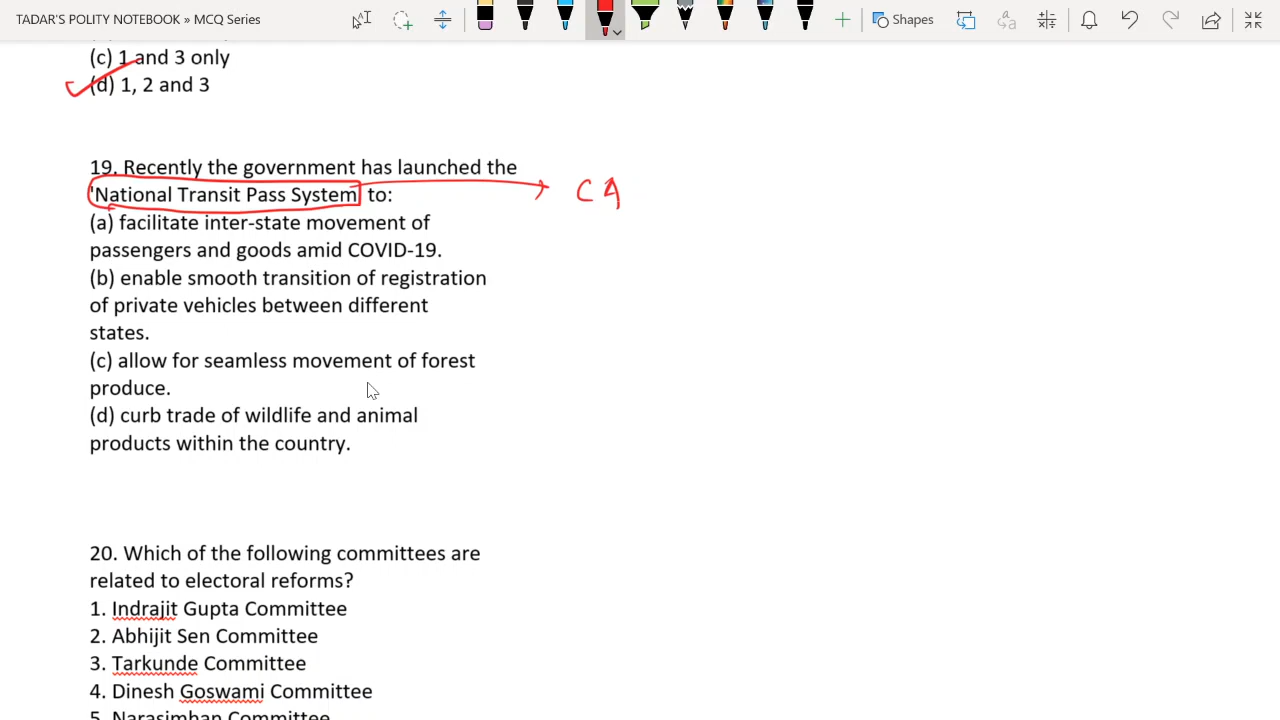 TADAR'S POLITY NOTEBOOK » MCQ Series
Shapes
(c) 1 and 3 only
(d) 1, 2 and 3
19. Recently the government has launched the
'National Transit Pass System to:
CA
(a) facilitate inter-state movement of
passengers and goods amid COVID-19.
(b) enable smooth transition of registration
of private vehicles between different
states.
(c) allow for seamless movement of forest
produce.
(d) curb trade of wildlife and animal
products within the country.
20. Which of the following committees are
related to electoral reforms?
1. Indrajit Gupta Committee
2. Abhijit Sen Committee
3. Tarkunde Committee
4. Dinesh Goswami Committee
5. Narasimhan Committee